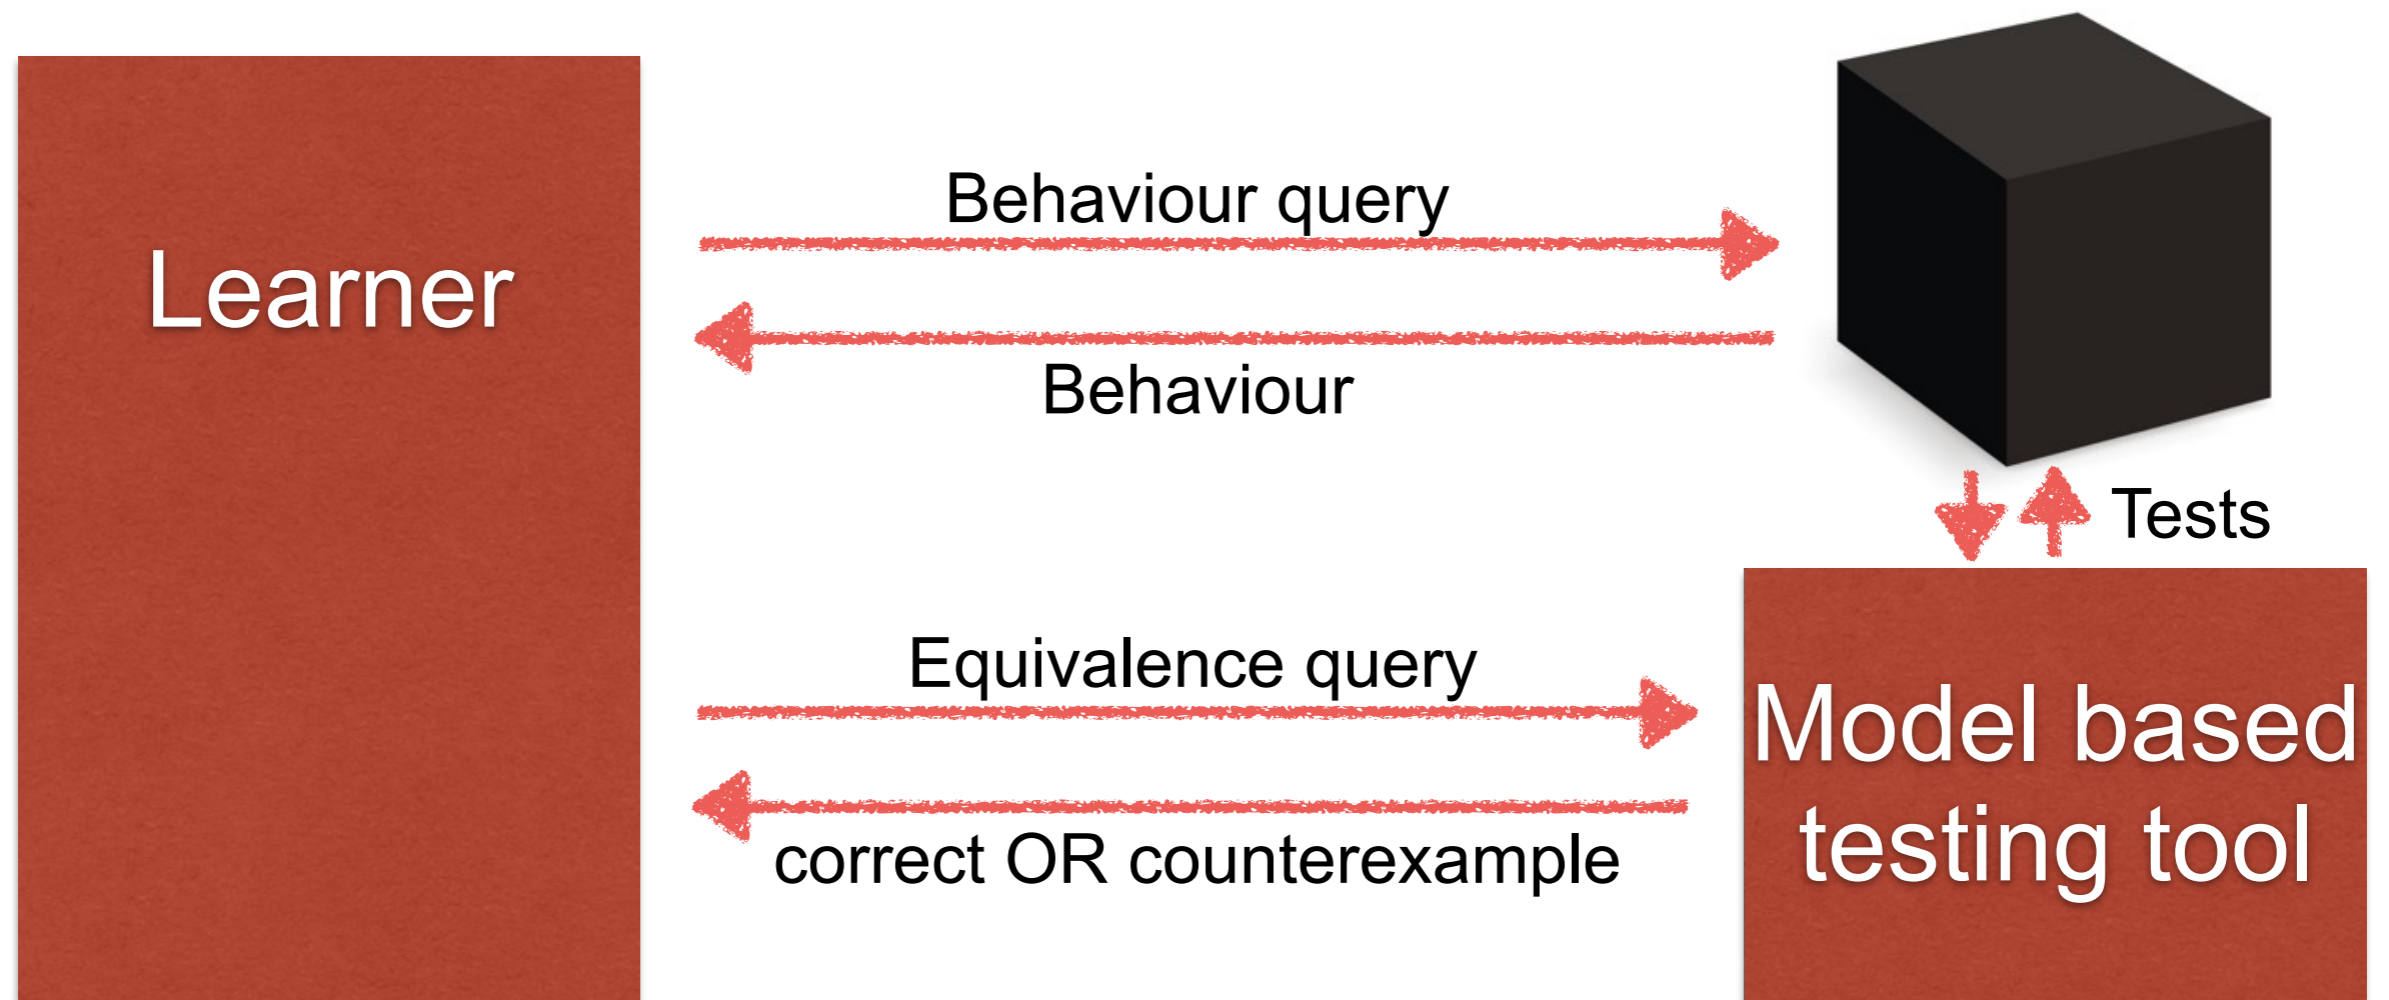 Learner
Behaviour query
Behaviour
Tests
Equivalence query
correct OR counterexample
Model based
testing tool